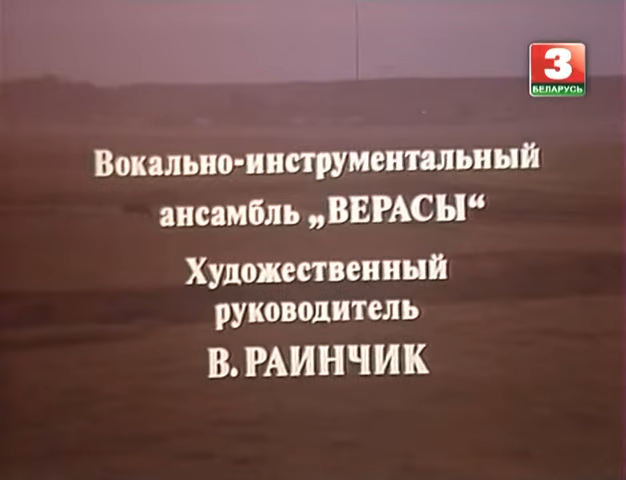 3
БЕЛАРУСЬ
Вокально-инструментальный
ансамбль „ВЕРАСЫ“
Художественный
руководитель
В. РАИНЧИК